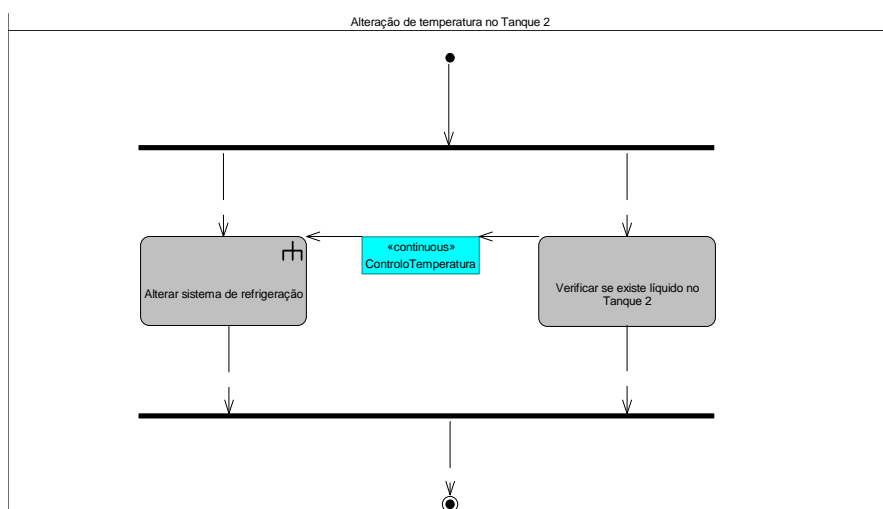 Alteração de temperatura no Tanque 2
«continuous»
ControloTemperatura
Alterar sistema de refrigeração
Verificar se existe líquido no
Tanque 2